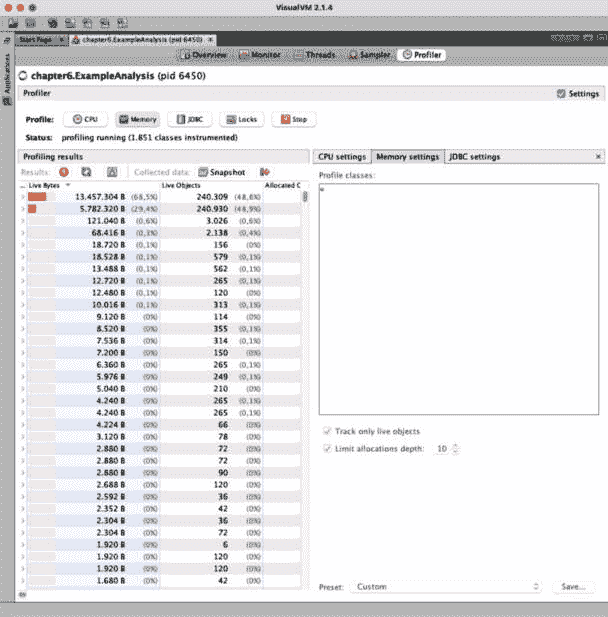 VisualVM 2.1.4
Applications
Start Page × chapter6.ExampleAnalysis (pid 6450) ×
Overview Monitor Threads Sampler Profiler
chapter6.ExampleAnalysis (pid 6450)
Profiler Settings
Profile: CPU Memory JDBC Locks Stop
Status: profiling running (1.851 classes instrumented)
Profiling results
Results: Collected data: Snapshot
... Live Bytes Live Objects Allocated C
13.457.304 B (68,5%) 240.309 (48,8%)
5.782.320 B (29,4%) 240.930 (48,9%)
121.040 B (0,6%) 3.026 (0,6%)
68.416 B (0,3%) 2.138 (0,4%)
18.720 B (0,1%) 156 (0%)
18.528 B (0,1%) 579 (0,1%)
13.488 B (0,1%) 562 (0,1%)
12.720 B (0,1%) 265 (0,1%)
12.480 B (0,1%) 120 (0%)
10.016 B (0,1%) 313 (0,1%)
9.120 B (0%) 114 (0%)
8.520 B (0%) 355 (0,1%)
7.536 B (0%) 314 (0,1%)
7.200 B (0%) 150 (0%)
6.360 B (0%) 265 (0,1%)
5.976 B (0%) 249 (0,1%)
5.040 B (0%) 210 (0%)
4.240 B (0%) 265 (0,1%)
4.240 B (0%) 265 (0,1%)
4.224 B (0%) 66 (0%)
3.120 B (0%) 78 (0%)
2.880 B (0%) 72 (0%)
2.880 B (0%) 72 (0%)
2.880 B (0%) 90 (0%)
2.688 B (0%) 120 (0%)
2.592 B (0%) 36 (0%)
2.352 B (0%) 42 (0%)
2.304 B (0%) 36 (0%)
2.304 B (0%) 72 (0%)
1.920 B (0%) 6 (0%)
1.920 B (0%) 120 (0%)
1.920 B (0%) 120 (0%)
1.680 B (0%) 42 (0%)
CPU settings Memory settings JDBC settings ×
Profile classes:
*
Track only live objects
Limit allocations depth: 10
Preset: Custom Save...